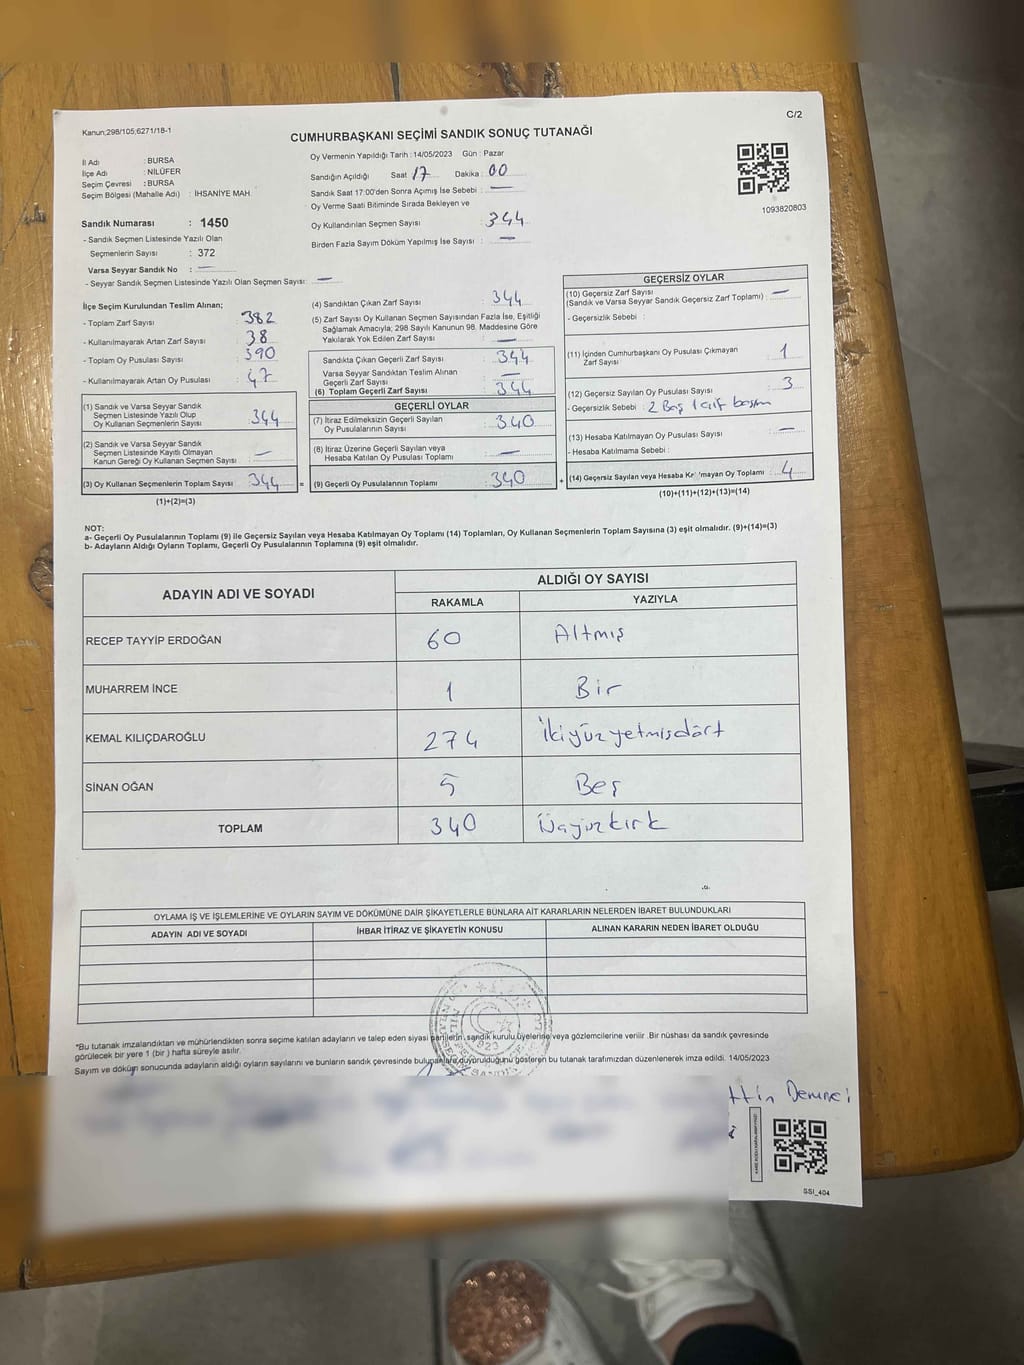 Kanun;298/105;6271/18-1
C/2
CUMHURBAŞKANI SEÇİMİ SANDIK SONUÇ TUTANAĞI
İl Adı : BURSA
İlçe Adı : NİLÜFER
Seçim Çevresi : BURSA
Seçim Bölgesi (Mahalle Adı) : İHSANİYE MAH
Sandık Numarası : 1450
- Sandık Seçmen Listesinde Yazılı Olan
Seçmenlerin Sayısı : 372
Varsa Seyyar Sandık No : —
- Seyyar Sandık Seçmen Listesinde Yazılı Olan Seçmen Sayısı: —
Oy Vermenin Yapıldığı Tarih : 14/05/2023 Gün : Pazar
Sandığın Açıldığı Saat 17 Dakika 00
Sandık Saat 17:00'den Sonra Açımış İse Sebebi : —
Oy Verme Saati Bitiminde Sırada Bekleyen ve
Oy Kullandırılan Seçmen Sayısı : 344
Birden Fazla Sayım Döküm Yapılmış İse Sayısı : —
1093820803
İlçe Seçim Kurulundan Teslim Alınan;
- Toplam Zarf Sayısı : 382
- Kullanılmayarak Artan Zarf Sayısı : 38
- Toplam Oy Pusulası Sayısı : 390
- Kullanılmayarak Artan Oy Pusulası : 47
(1) Sandık ve Varsa Seyyar Sandık
Seçmen Listesinde Yazılı Olup
Oy Kullanan Seçmenlerin Sayısı : 344
(2) Sandık ve Varsa Seyyar Sandık
Seçmen Listesinde Kayıtlı Olmayan
Kanun Gereği Oy Kullanan Seçmen Sayısı : —
(3) Oy Kullanan Seçmenlerin Toplam Sayısı : 344 =
(1)+(2)=(3)
(4) Sandıktan Çıkan Zarf Sayısı : 344
(5) Zarf Sayısı Oy Kullanan Seçmen Sayısından Fazla İse, Eşitliği
Sağlamak Amacıyla; 298 Sayılı Kanunun 98. Maddesine Göre
Yakılarak Yok Edilen Zarf Sayısı : —
Sandıkta Çıkan Geçerli Zarf Sayısı : 344
Varsa Seyyar Sandıktan Teslim Alınan
Geçerli Zarf Sayısı : —
(6) Toplam Geçerli Zarf Sayısı : 344
GEÇERLİ OYLAR
(7) İtiraz Edilmeksizin Geçerli Sayılan
Oy Pusulalarının Sayısı : 340
(8) İtiraz Üzerine Geçerli Sayılan veya
Hesaba Katılan Oy Pusulası Toplamı : —
(9) Geçerli Oy Pusulalarının Toplamı : 340 +
GEÇERSİZ OYLAR
(10) Geçersiz Zarf Sayısı
(Sandık ve Varsa Seyyar Sandık Geçersiz Zarf Toplamı) : —
- Geçersizlik Sebebi :
(11) İçinden Cumhurbaşkanı Oy Pusulası Çıkmayan
Zarf Sayısı : 1
(12) Geçersiz Sayılan Oy Pusulası Sayısı : 3
- Geçersizlik Sebebi : 2 Boş 1 çift basım
(13) Hesaba Katılmayan Oy Pusulası Sayısı : —
- Hesaba Katılmama Sebebi :
(14) Geçersiz Sayılan veya Hesaba Katılmayan Oy Toplamı : 4
(10)+(11)+(12)+(13)=(14)
NOT:
a- Geçerli Oy Pusulalarının Toplamı (9) ile Geçersiz Sayılan veya Hesaba Katılmayan Oy Toplamı (14) Toplamları, Oy Kullanan Seçmenlerin Toplam Sayısına (3) eşit olmalıdır. (9)+(14)=(3)
b- Adayların Aldığı Oyların Toplamı, Geçerli Oy Pusulalarının Toplamına (9) eşit olmalıdır.
ADAYIN ADI VE SOYADI
ALDIĞI OY SAYISI
RAKAMLA YAZIYLA
RECEP TAYYİP ERDOĞAN 60 Altmış
MUHARREM İNCE 1 Bir
KEMAL KILIÇDAROĞLU 274 İkiyüzyetmişdört
SİNAN OĞAN 5 Beş
TOPLAM 340 Üçyüzkırk
OYLAMA İŞ VE İŞLEMLERİNE VE OYLARIN SAYIM VE DÖKÜMÜNE DAİR ŞİKAYETLERLE BUNLARA AİT KARARLARIN NELERDEN İBARET BULUNDUKLARI
ADAYIN ADI VE SOYADI İHBAR İTİRAZ VE ŞİKAYETİN KONUSU ALINAN KARARIN NEDEN İBARET OLDUĞU
*Bu tutanak imzalandıktan ve mühürlendikten sonra seçime katılan adayların ve talep eden siyasi partilerin sandık kurulu üyelerine veya gözlemcilerine verilir .Bir nüshası da sandık çevresinde
görülecek bir yere 1 (bir ) hafta süreyle asılır.
Sayım ve döküm sonucunda adayların aldığı oyların sayılarını ve bunların sandık çevresinde bulunanlara duyurulduğunu gösteren bu tutanak tarafımızdan düzenlenerek imza edildi. 14/05/2023
ttin Demirci
SSI_404